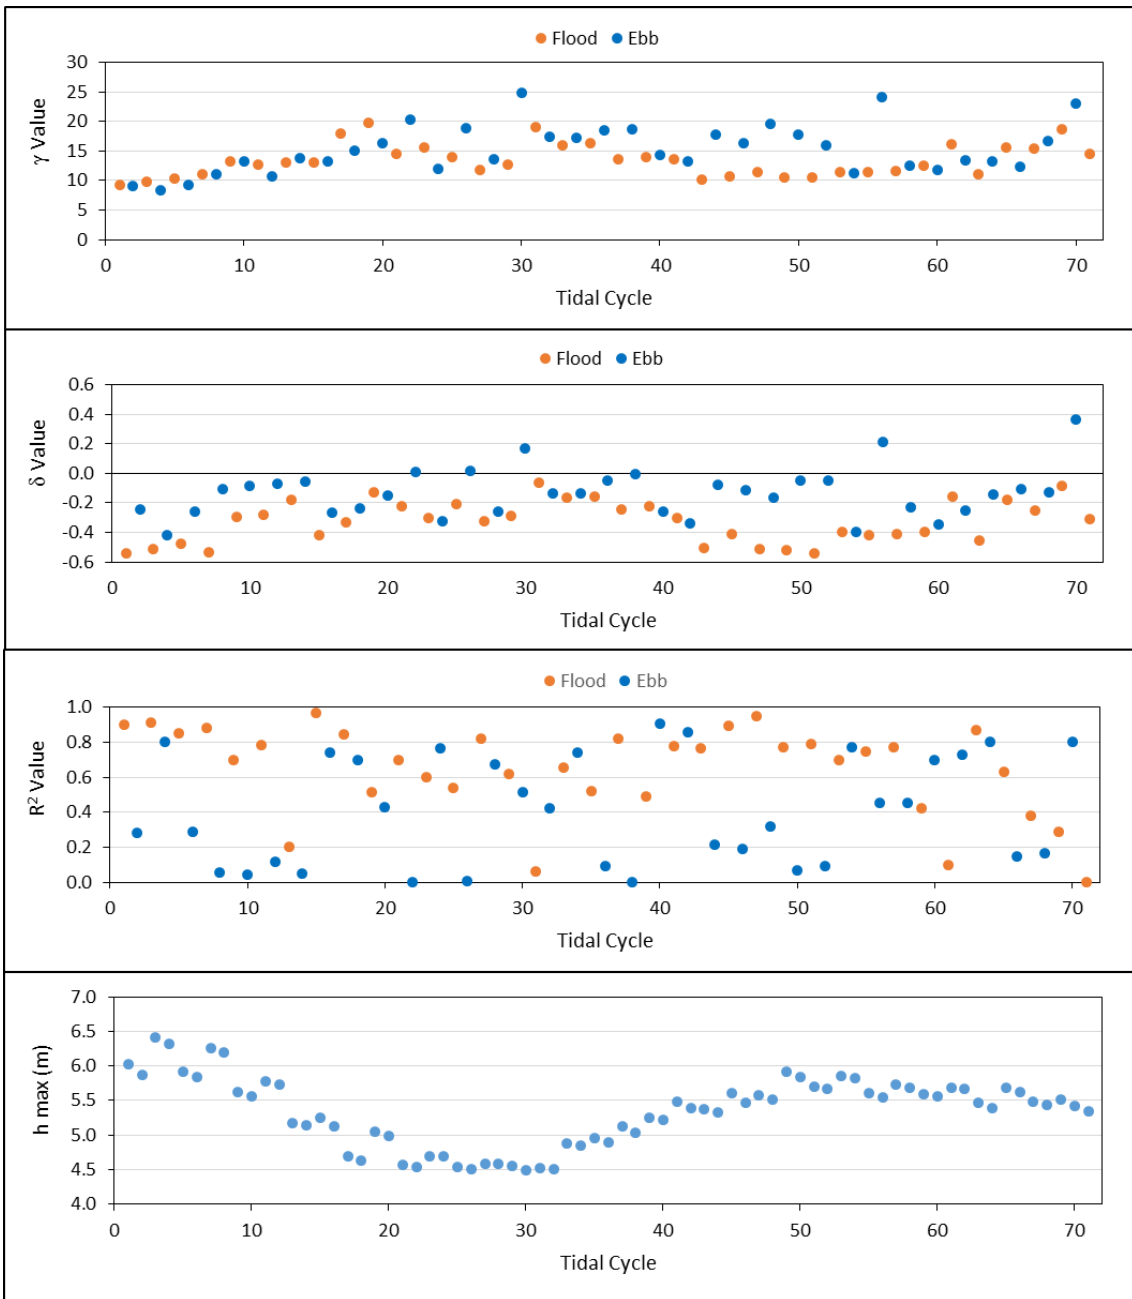 Flood Ebb
30
25
20
15
10
5
0
γ Value
0 10 20 30 40 50 60 70
Tidal Cycle
Flood Ebb
0.6
0.4
0.2
0.0
-0.2
-0.4
-0.6
δ Value
0 10 20 30 40 50 60 70
Tidal Cycle
Flood Ebb
1.0
0.8
0.6
0.4
0.2
0.0
R² Value
0 10 20 30 40 50 60 70
Tidal Cycle
7.0
6.5
6.0
5.5
5.0
4.5
4.0
h max (m)
0 10 20 30 40 50 60 70
Tidal Cycle